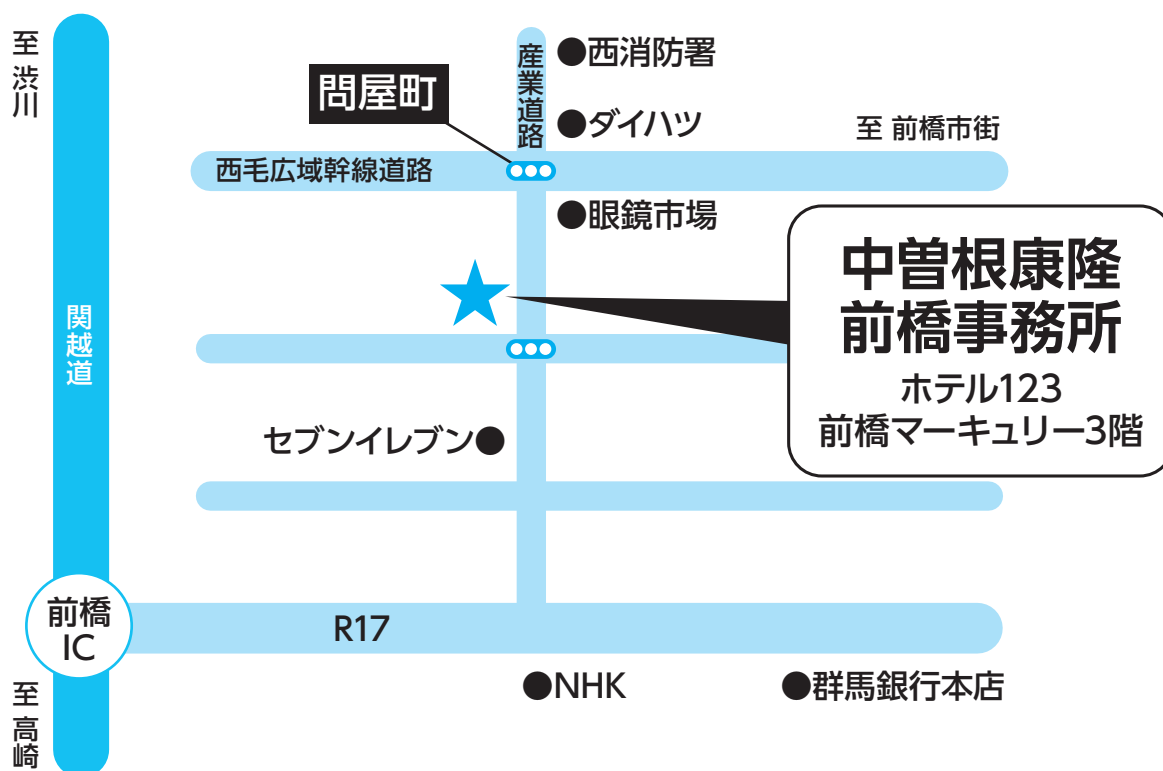 至 渋川
産業道路
●西消防署
問屋町
●ダイハツ
至 前橋市街
西毛広域幹線道路
●眼鏡市場
中曽根康隆
前橋事務所
ホテル123
前橋マーキュリー3階
関越道
セブンイレブン●
前橋
IC
R17
至 高崎
●NHK
●群馬銀行本店